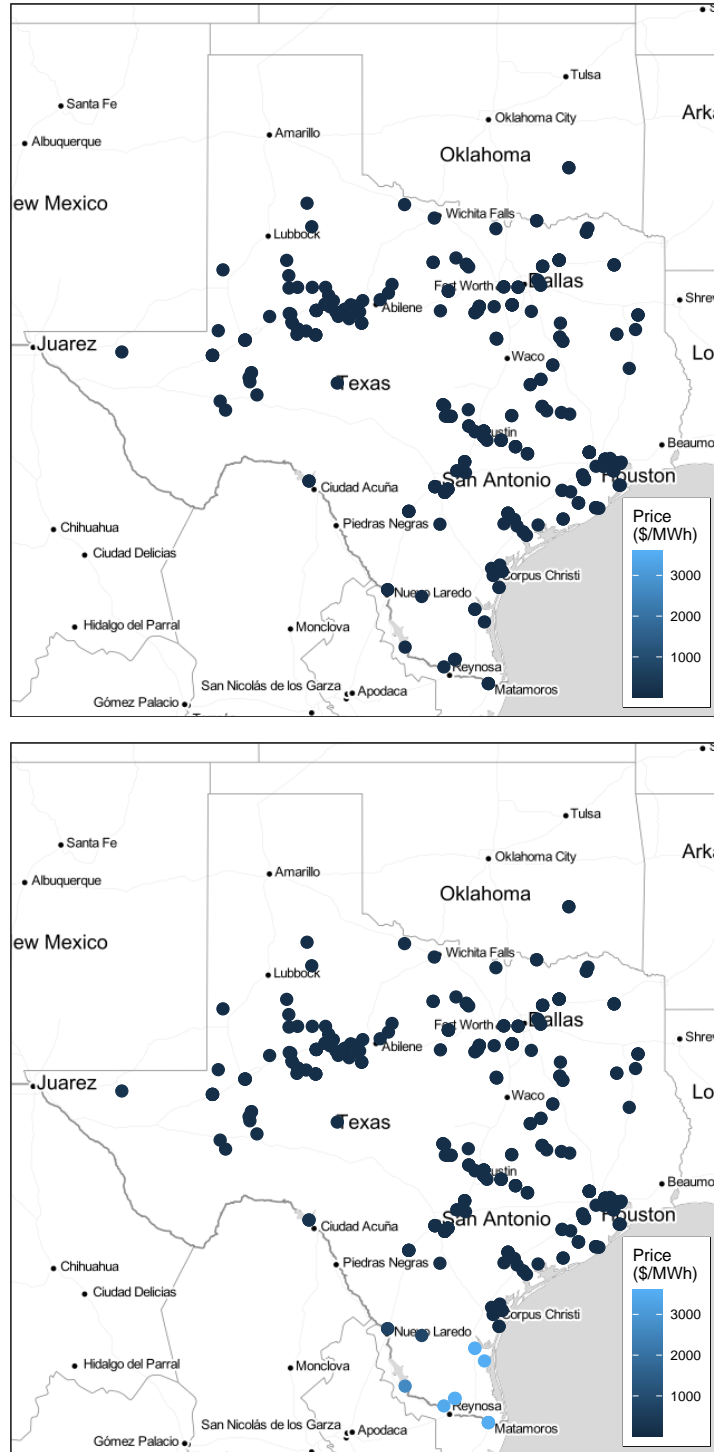 S
Tulsa
Santa Fe
Oklahoma City
Arka
Amarillo
Albuquerque
Oklahoma
ew Mexico
Wichita Falls
Lubbock
Dallas
Fort Worth
Shrev
Abilene
Juarez
Lo
Waco
Texas
ustin
Beaumo
San Antonio
Houston
Ciudad Acuña
Price
($/MWh)
Piedras Negras
Chihuahua
3000
Ciudad Delicias
Corpus Christi
Nuevo Laredo
2000
Hidalgo del Parral
Monclova
1000
Reynosa
San Nicolás de los Garza
Apodaca
Matamoros
Gómez Palacio
S
Tulsa
Santa Fe
Oklahoma City
Arka
Amarillo
Albuquerque
Oklahoma
ew Mexico
Wichita Falls
Lubbock
Dallas
Fort Worth
Shrev
Abilene
Juarez
Lo
Waco
Texas
ustin
Beaumo
San Antonio
Houston
Ciudad Acuña
Price
($/MWh)
Piedras Negras
Chihuahua
3000
Ciudad Delicias
Corpus Christi
Nuevo Laredo
2000
Hidalgo del Parral
Monclova
1000
Reynosa
San Nicolás de los Garza
Apodaca
Matamoros
Gómez Palacio